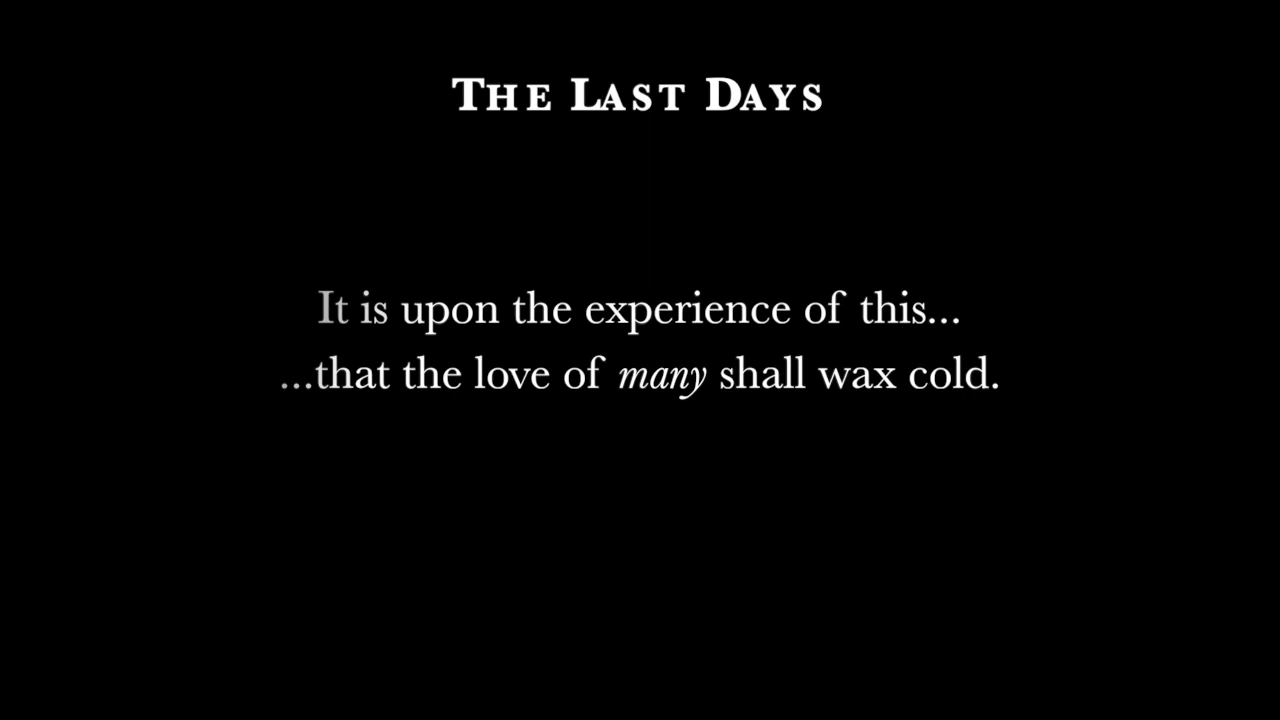 The Last Days
It is upon the experience of this...
...that the love of many shall wax cold.